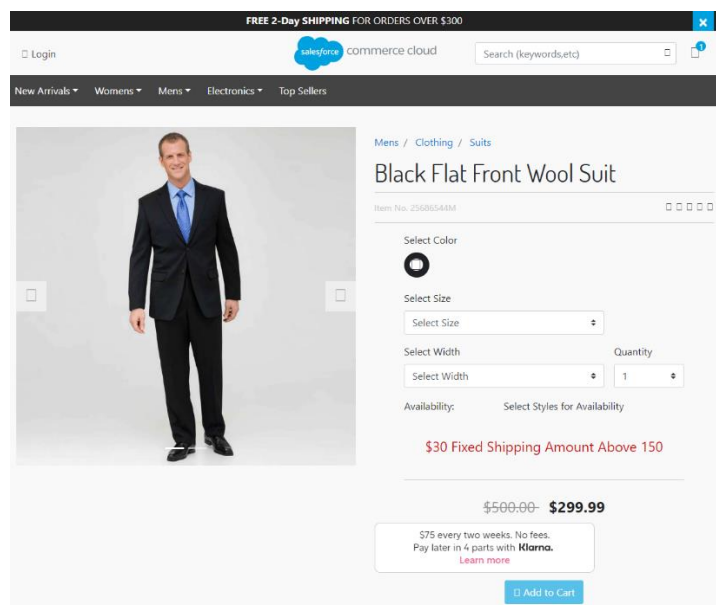 FREE 2-Day SHIPPING FOR ORDERS OVER $300
×
Login
salesforce commerce cloud
Search (keywords,etc)
1
New Arrivals
Womens
Mens
Electronics
Top Sellers
Mens / Clothing / Suits
Black Flat Front Wool Suit
Item No. 25686544M
Select Color
Select Size
Select Size
Select Width
Quantity
Select Width
1
Availability:
Select Styles for Availability
$30 Fixed Shipping Amount Above 150
$500.00 $299.99
$75 every two weeks. No fees.
Pay later in 4 parts with Klarna.
Learn more
Add to Cart